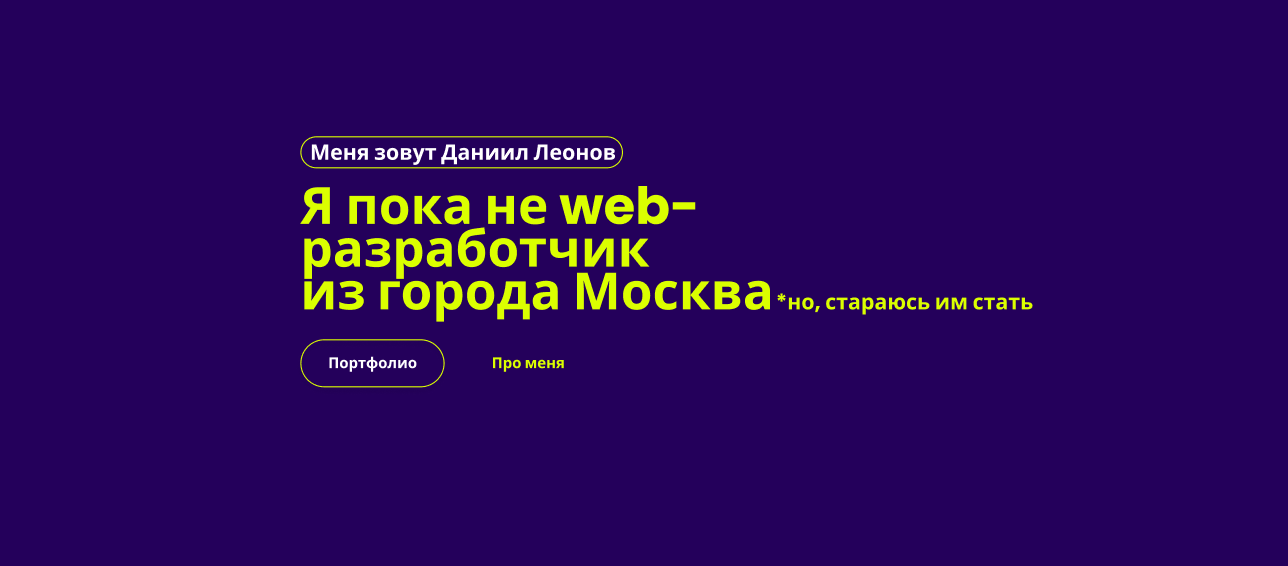 Меня зовут Даниил Леонов
Я пока не web-
разработчик
из города Москва *но, стараюсь им стать
Портфолио Про меня